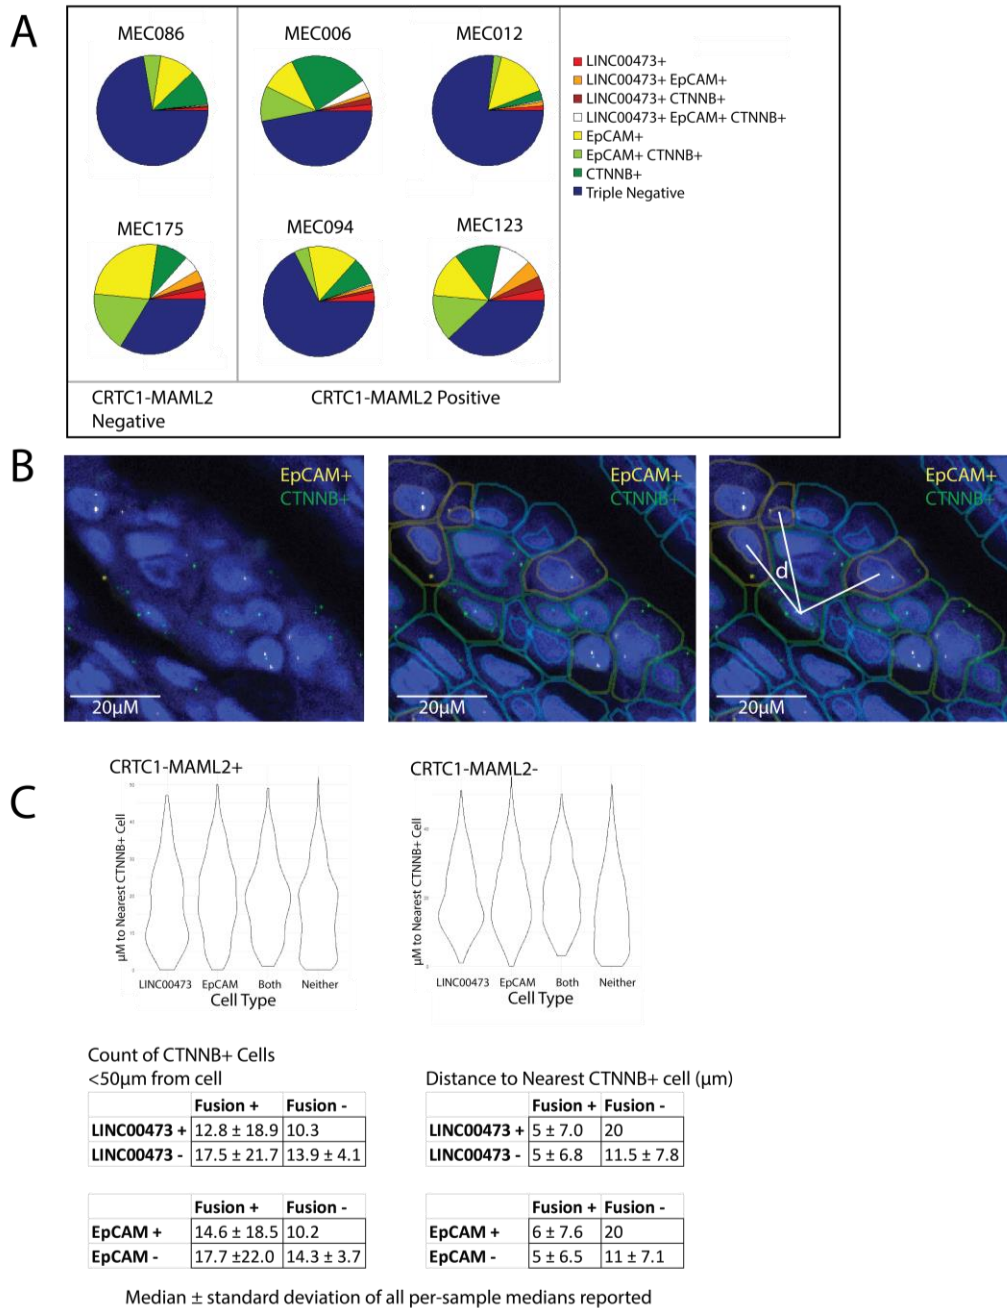 A
MEC086
MEC006
MEC012
LINC00473+
LINC00473+ EpCAM+
LINC00473+ CTNNB+
LINC00473+ EpCAM+ CTNNB+
EpCAM+
EpCAM+ CTNNB+
CTNNB+
Triple Negative
MEC175
MEC094
MEC123
CRTC1-MAML2
Negative
CRTC1-MAML2 Positive
B
EpCAM+
CTNNB+
20µM
EpCAM+
CTNNB+
20µM
EpCAM+
CTNNB+
d
20µM
C
CRTC1-MAML2+
µM to Nearest CTNNB+ Cell
LINC00473 EpCAM Both Neither
Cell Type
CRTC1-MAML2-
µM to Nearest CTNNB+ Cell
LINC00473 EpCAM Both Neither
Cell Type
Count of CTNNB+ Cells
<50µm from cell
Fusion + Fusion -
LINC00473 + 12.8 ± 18.9 10.3
LINC00473 - 17.5 ± 21.7 13.9 ± 4.1
Fusion + Fusion -
EpCAM + 14.6 ± 18.5 10.2
EpCAM - 17.7 ±22.0 14.3 ± 3.7
Distance to Nearest CTNNB+ cell (µm)
Fusion + Fusion -
LINC00473 + 5 ± 7.0 20
LINC00473 - 5 ± 6.8 11.5 ± 7.8
Fusion + Fusion -
EpCAM + 6 ± 7.6 20
EpCAM - 5 ± 6.5 11 ± 7.1
Median ± standard deviation of all per-sample medians reported